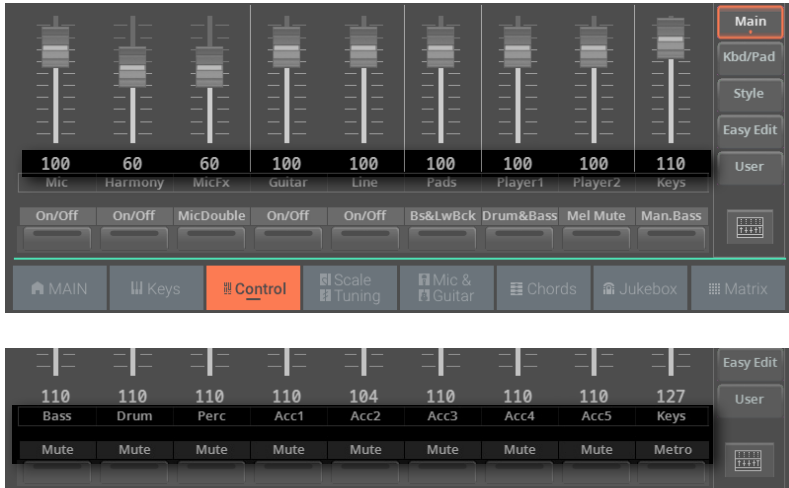 Main
Kbd/Pad
Style
Easy Edit
100 60 60 100 100 100 100 100 110 User
Mic Harmony MicFx Guitar Line Pads Player1 Player2 Keys
On/Off On/Off MicDouble On/Off On/Off Bs&LwBck Drum&Bass Mel Mute Man.Bass
MAIN Keys Control Scale Tuning Mic & Guitar Chords Jukebox Matrix
Easy Edit
110 110 110 110 104 110 110 110 127 User
Bass Drum Perc Acc1 Acc2 Acc3 Acc4 Acc5 Keys
Mute Mute Mute Mute Mute Mute Mute Mute Metro